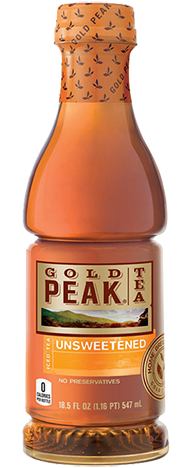 GOLD PEAK
GOLD
PEAK
TEA
ICED TEA
UNSWEETENED
0
CALORIES
PER BOTTLE
NO PRESERVATIVES
18.5 FL OZ (1.16 PT) 547 mL